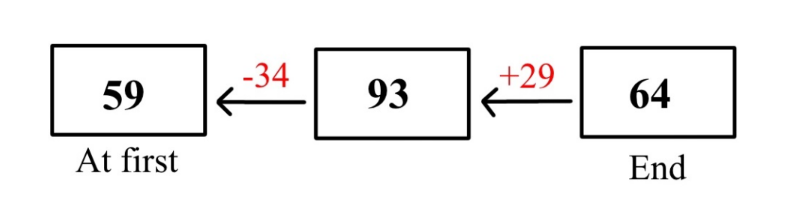 -34 +29
59 93 64
At first End